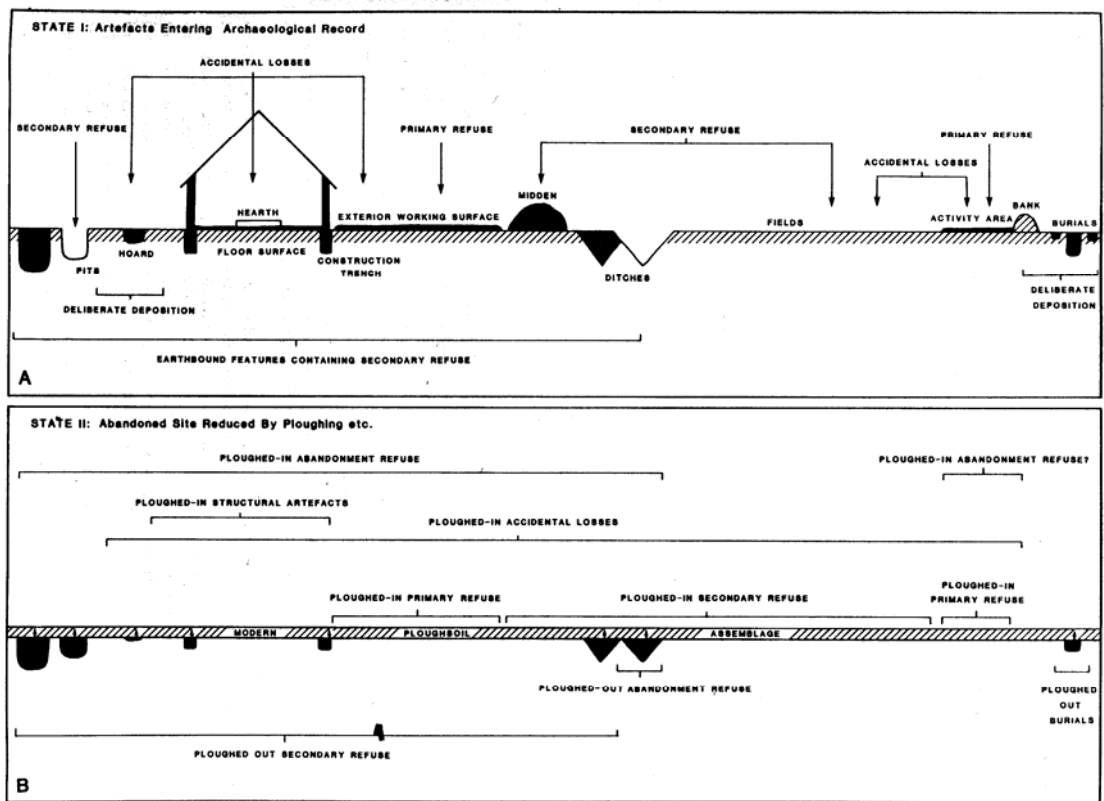 STATE I: Artefacts Entering Archaeological Record
ACCIDENTAL LOSSES
SECONDARY REFUSE
PRIMARY REFUSE
SECONDARY REFUSE
PRIMARY REFUSE
ACCIDENTAL LOSSES
MIDDEN
HEARTH
EXTERIOR WORKING SURFACE
FIELDS
ACTIVITY AREA
BANK
BURIALS
PITS
HOARD
FLOOR SURFACE
CONSTRUCTION
TRENCH
DITCHES
DELIBERATE DEPOSITION
DELIBERATE
DEPOSITION
EARTHBOUND FEATURES CONTAINING SECONDARY REFUSE
A
STATE II: Abandoned Site Reduced By Ploughing etc.
PLOUGHED-IN ABANDONMENT REFUSE
PLOUGHED-IN ABANDONMENT REFUSE?
PLOUGHED-IN STRUCTURAL ARTEFACTS
PLOUGHED-IN ACCIDENTAL LOSSES
PLOUGHED-IN PRIMARY REFUSE
PLOUGHED-IN SECONDARY REFUSE
PLOUGHED-IN
PRIMARY REFUSE
MODERN PLOUGHSOIL ASSEMBLAGE
PLOUGHED-OUT ABANDONMENT REFUSE
PLOUGHED
OUT
BURIALS
PLOUGHED OUT SECONDARY REFUSE
B